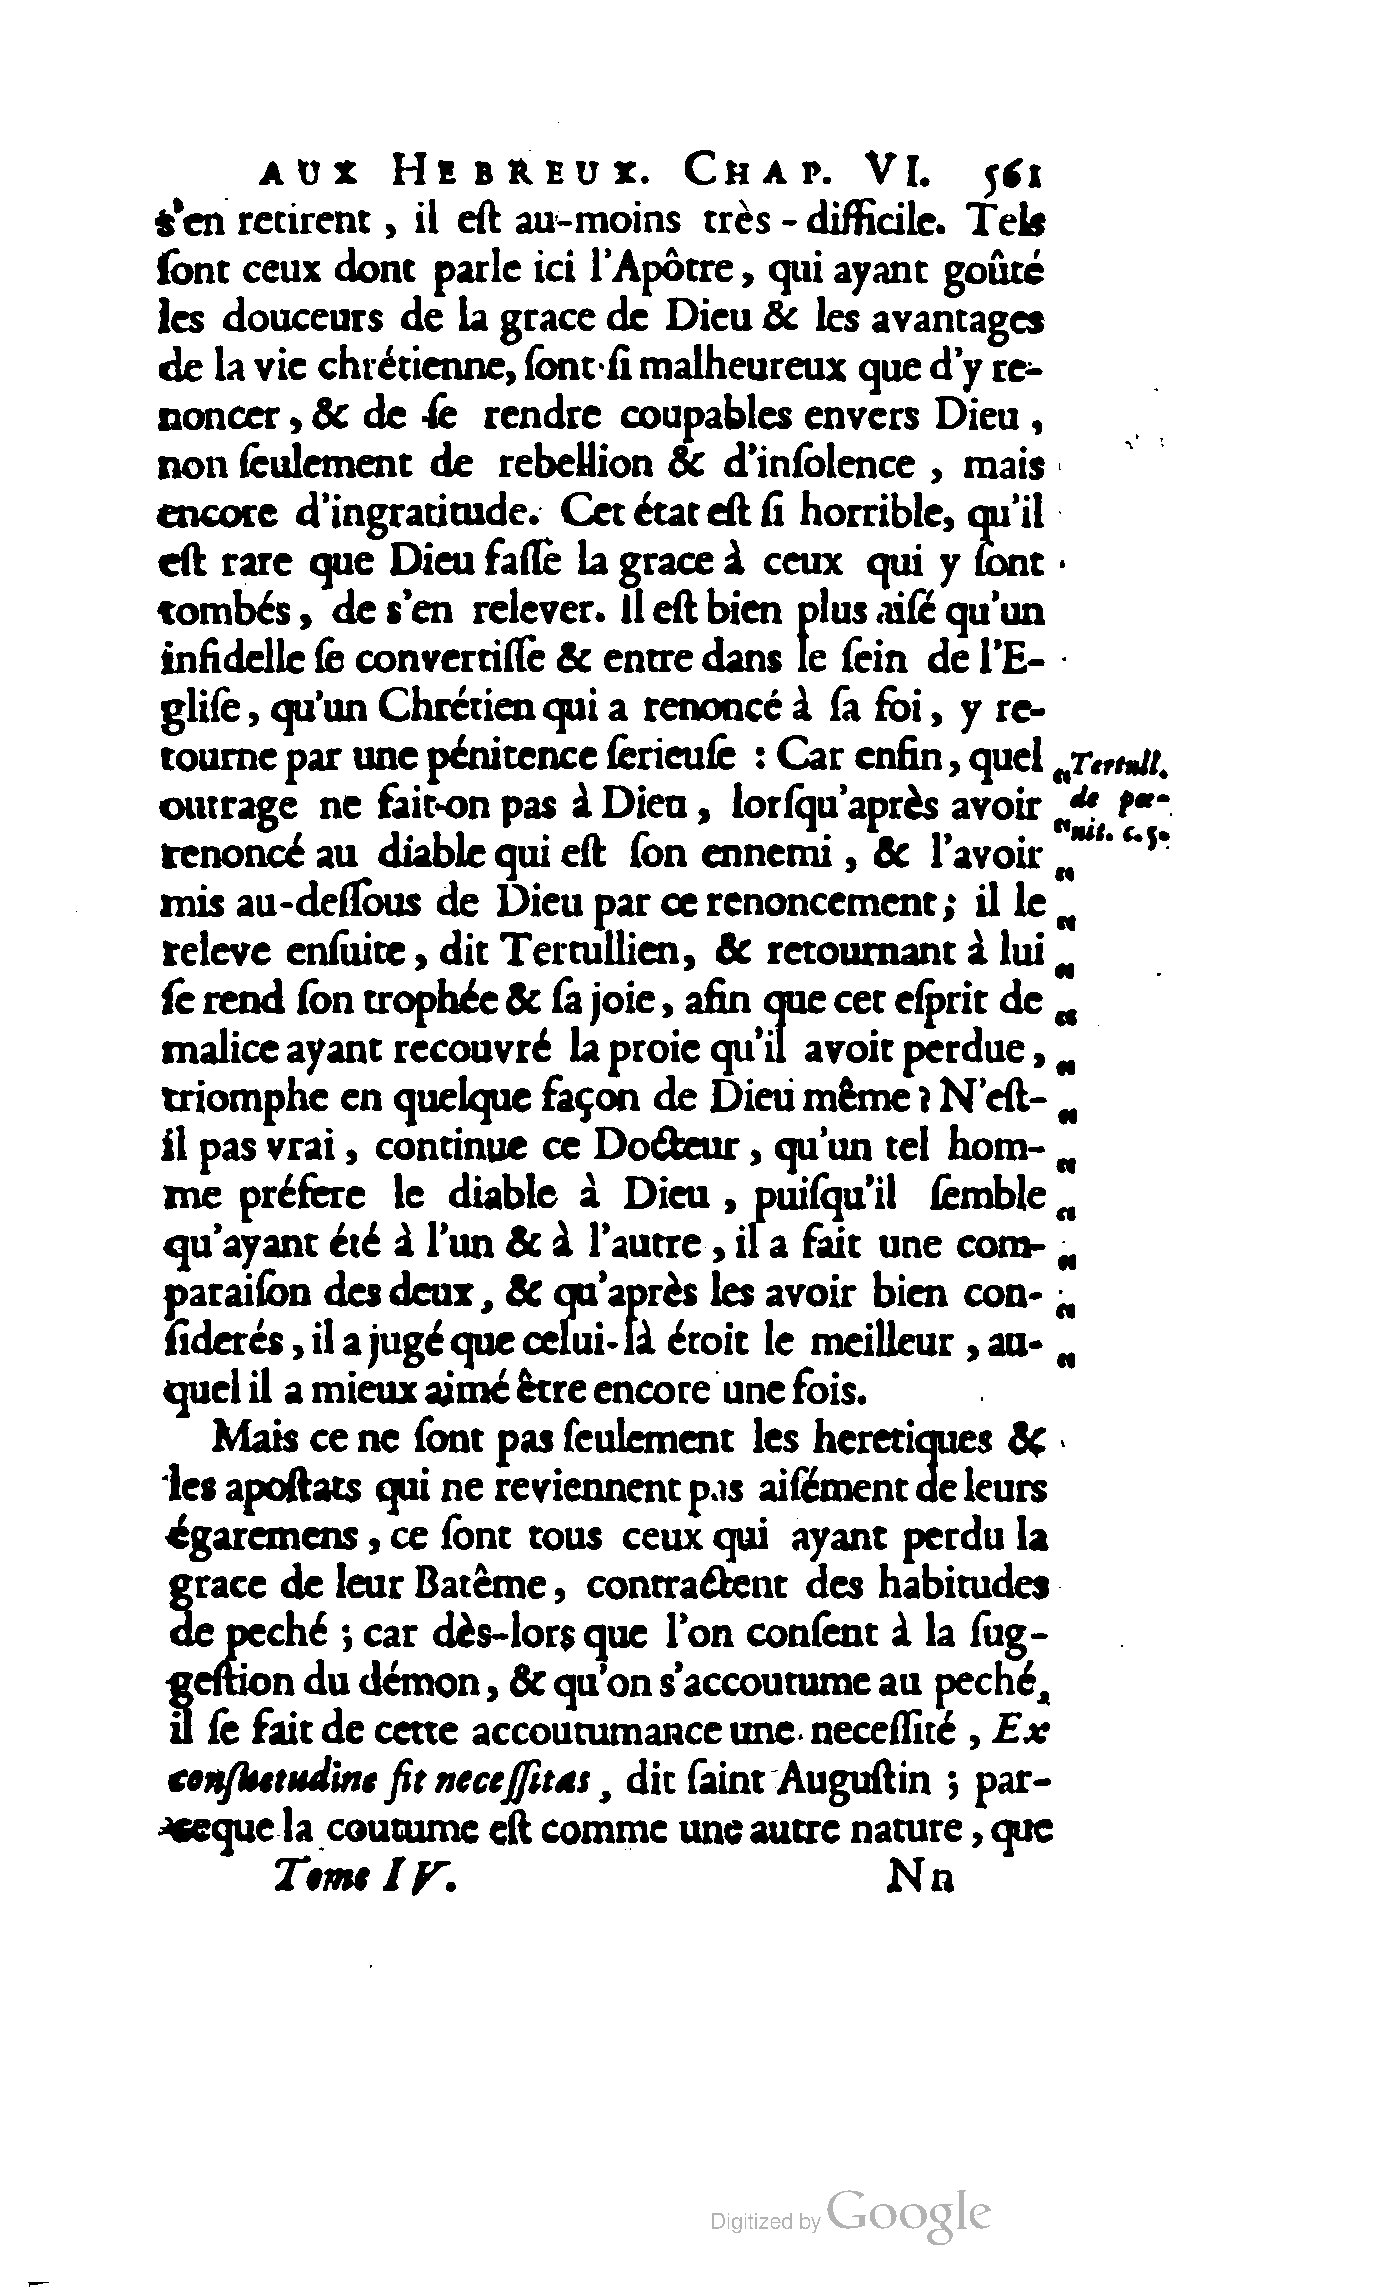 AUX HEBREUX. CHAP. VI. 561
s'en retirent, il eſt au-moins très-difficile. Tels
ſont ceux dont parle ici l'Apôtre, qui ayant goûté
les douceurs de la grace de Dieu & les avantages
de la vie chrétienne, ſont ſi malheureux que d'y re-
noncer, & de ſe rendre coupables envers Dieu,
non ſeulement de rebellion & d'inſolence, mais
encore d'ingratitude. Cet état eſt ſi horrible, qu'il
eſt rare que Dieu faſſe la grace à ceux qui y ſont
tombés, de s'en relever. Il eſt bien plus aiſé qu'un
infidelle ſe convertiſſe & entre dans le ſein de l'E-
gliſe, qu'un Chrétien qui a renoncé à ſa foi, y re-
tourne par une pénitence ſerieuſe : Car enfin, quel
outrage ne fait-on pas à Dieu, lorſqu'après avoir
renoncé au diable qui eſt ſon ennemi, & l'avoir
mis au-deſſous de Dieu par ce renoncement; il le
releve enſuite, dit Tertullien, & retournant à lui
ſe rend ſon trophée & ſa joie, afin que cet eſprit de
malice ayant recouvré la proie qu'il avoit perdue,
triomphe en quelque façon de Dieu même? N'eſt-
il pas vrai, continue ce Docteur, qu'un tel hom-
me préfere le diable à Dieu, puiſqu'il ſemble
qu'ayant été à l'un & à l'autre, il a fait une com-
paraiſon des deux, & qu'après les avoir bien con-
ſiderés, il a jugé que celui-là étoit le meilleur, au-
quel il a mieux aimé être encore une fois.
Mais ce ne ſont pas ſeulement les heretiques &
les apoſtats qui ne reviennent pas aiſément de leurs
égaremens, ce ſont tous ceux qui ayant perdu la
grace de leur Batême, contractent des habitudes
de peché ; car dès-lors que l'on conſent à la ſug-
geſtion du démon, & qu'on s'accoutume au peché,
il ſe fait de cette accoutumance une neceſſité, Ex
conſuetudine fit neceſſitas, dit ſaint Auguſtin ; par-
ceque la coutume eſt comme une autre nature, que
Tome IV. Nn
“Tertull.
de pœ-
“nit. c. 5.
“
“
“
“
“
“
“
“
“
“
“
Digitized by Google